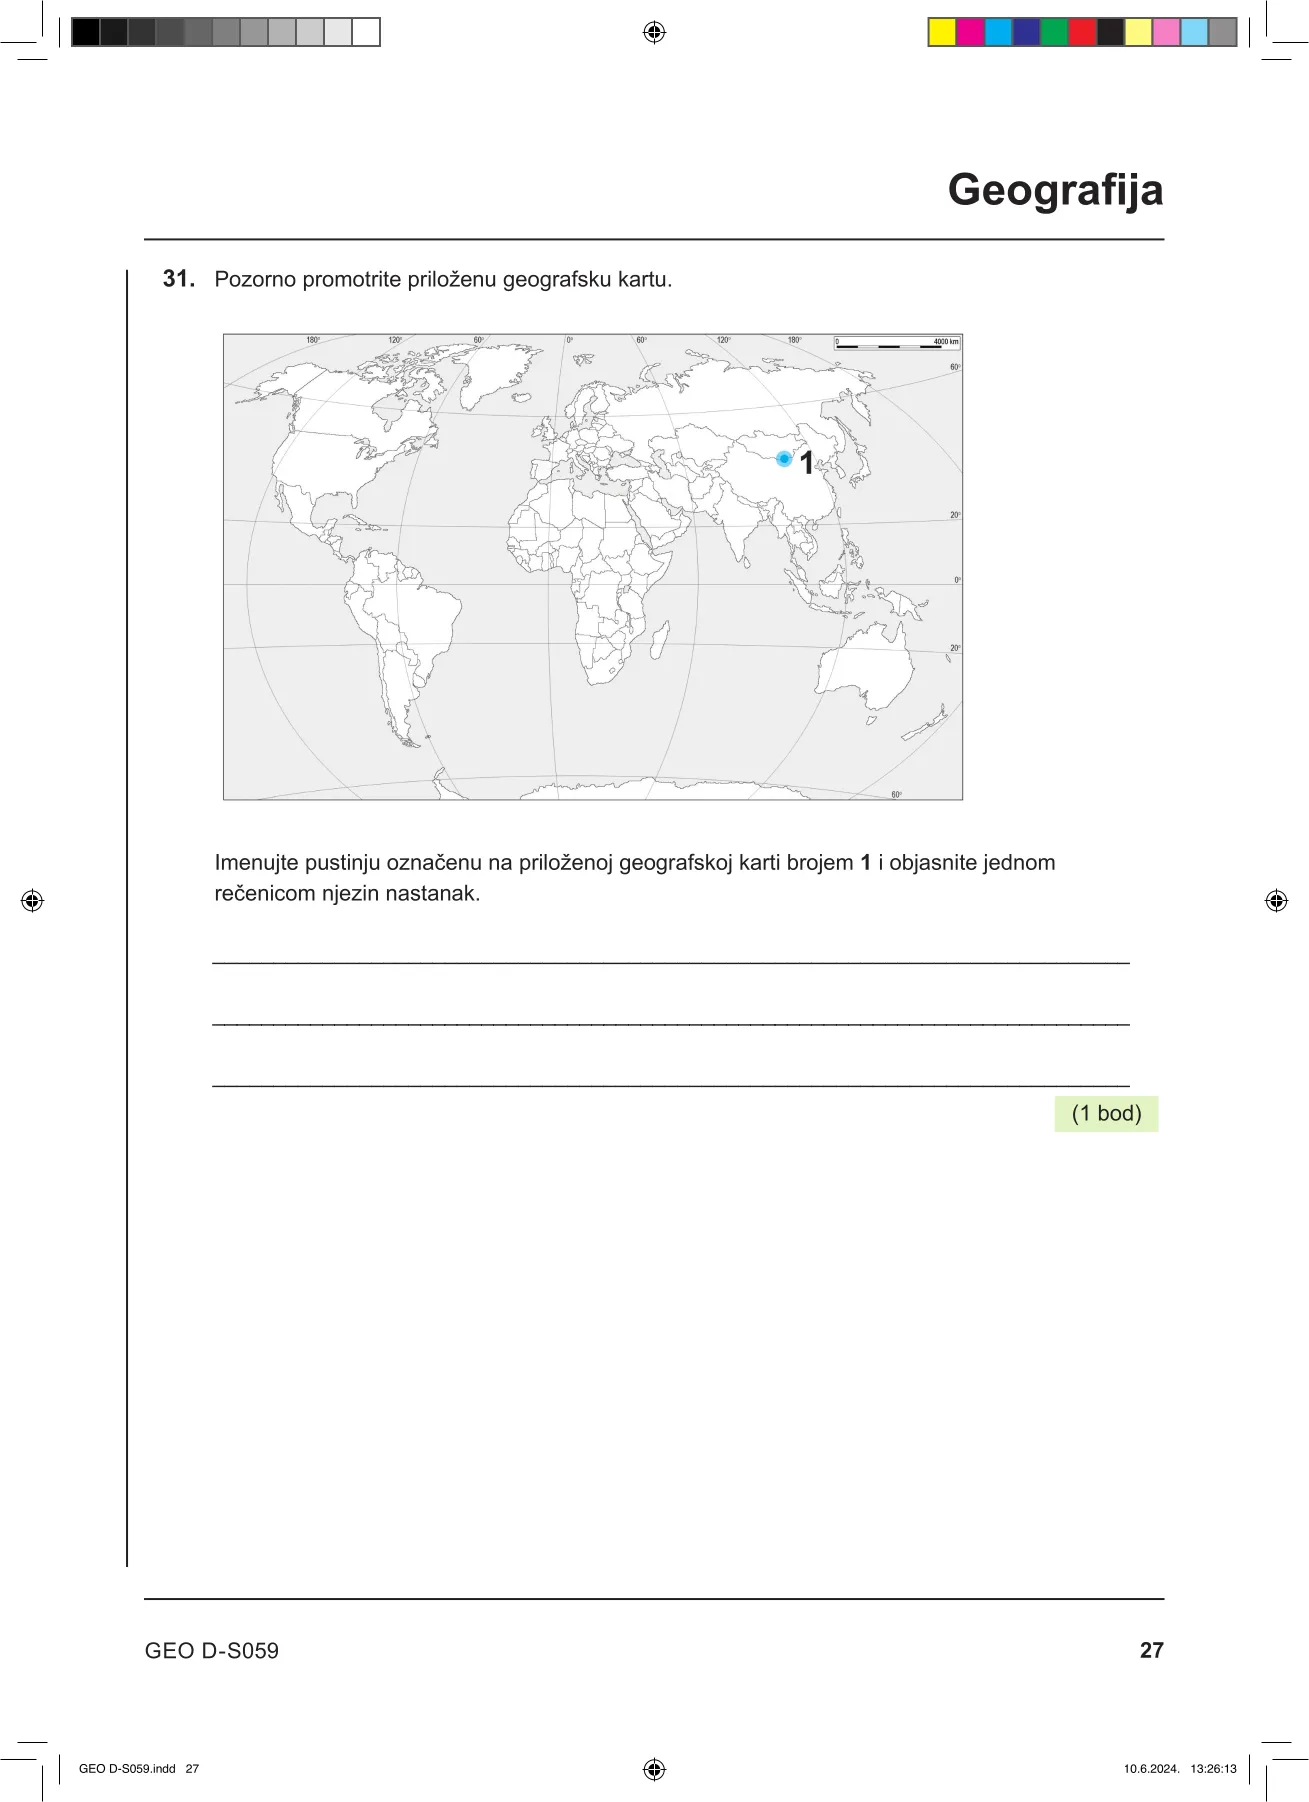 Geografija
31. Pozorno promotrite priloženu geografsku kartu.
180° 120° 60° 0° 60° 120° 180°
0 4000 km
60°
20°
0°
20°
60°
1
Imenujte pustinju označenu na priloženoj geografskoj karti brojem 1 i objasnite jednom
rečenicom njezin nastanak.
(1 bod)
GEO D-S059
27
GEO D-S059.indd 27
10.6.2024. 13:26:13